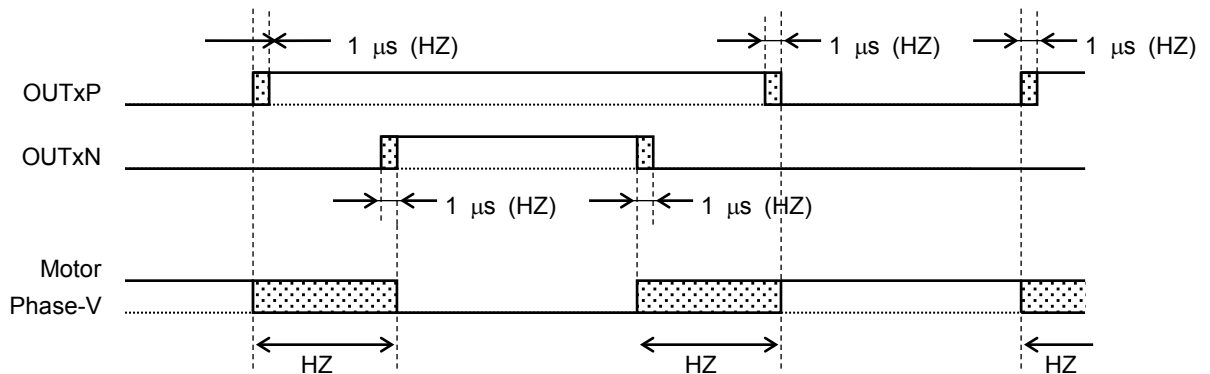 1 μs (HZ)
1 μs (HZ)
1 μs (HZ)
OUTxP
OUTxN
1 μs (HZ)
1 μs (HZ)
Motor
Phase-V
HZ
HZ
HZ